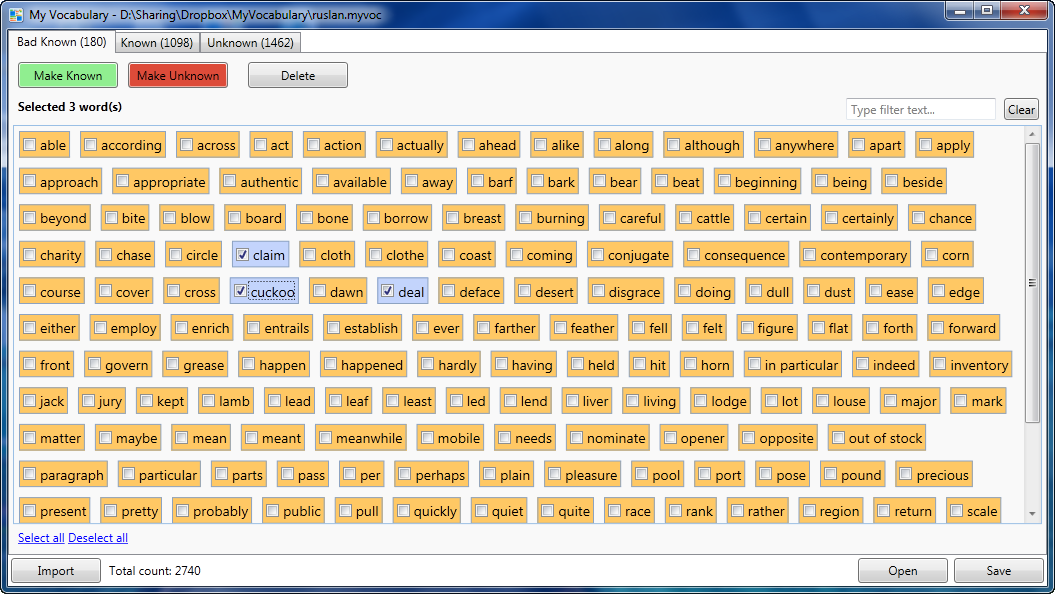 My Vocabulary - D:\Sharing\Dropbox\MyVocabulary\ruslan.myvoc
Bad Known (180) Known (1098) Unknown (1462)
Make Known Make Unknown Delete
Selected 3 word(s) Type filter text... Clear
able according across act action actually ahead alike along although anywhere apart apply
approach appropriate authentic available away barf bark bear beat beginning being beside
beyond bite blow board bone borrow breast burning careful cattle certain certainly chance
charity chase circle claim cloth clothe coast coming conjugate consequence contemporary corn
course cover cross cuckoo dawn deal deface desert disgrace doing dull dust ease edge
either employ enrich entrails establish ever farther feather fell felt figure flat forth forward
front govern grease happen happened hardly having held hit horn in particular indeed inventory
jack jury kept lamb lead leaf least led lend liver living lodge lot louse major mark
matter maybe mean meant meanwhile mobile needs nominate opener opposite out of stock
paragraph particular parts pass per perhaps plain pleasure pool port pose pound precious
present pretty probably public pull quickly quiet quite race rank rather region return scale
Select all Deselect all
Import Total count: 2740 Open Save